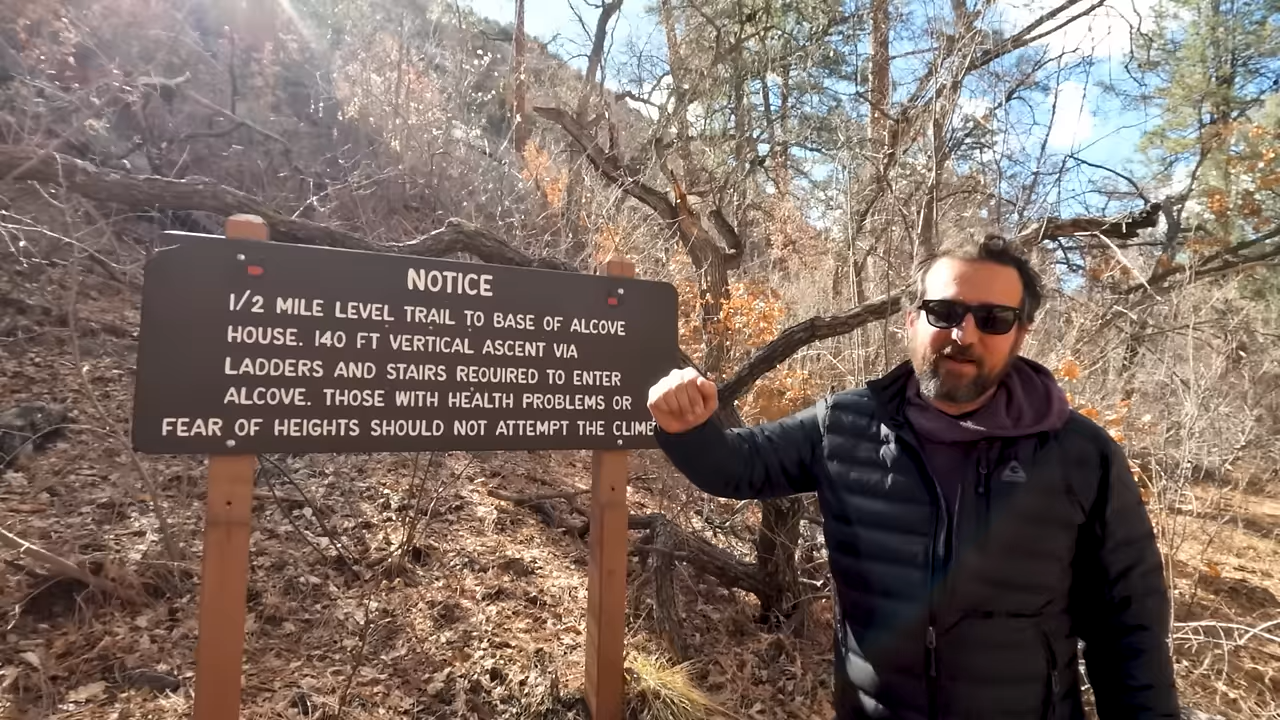 NOTICE
1/2 MILE LEVEL TRAIL TO BASE OF ALCOVE
HOUSE. 140 FT VERTICAL ASCENT VIA
LADDERS AND STAIRS REQUIRED TO ENTER
ALCOVE. THOSE WITH HEALTH PROBLEMS OR
FEAR OF HEIGHTS SHOULD NOT ATTEMPT THE CLIMB